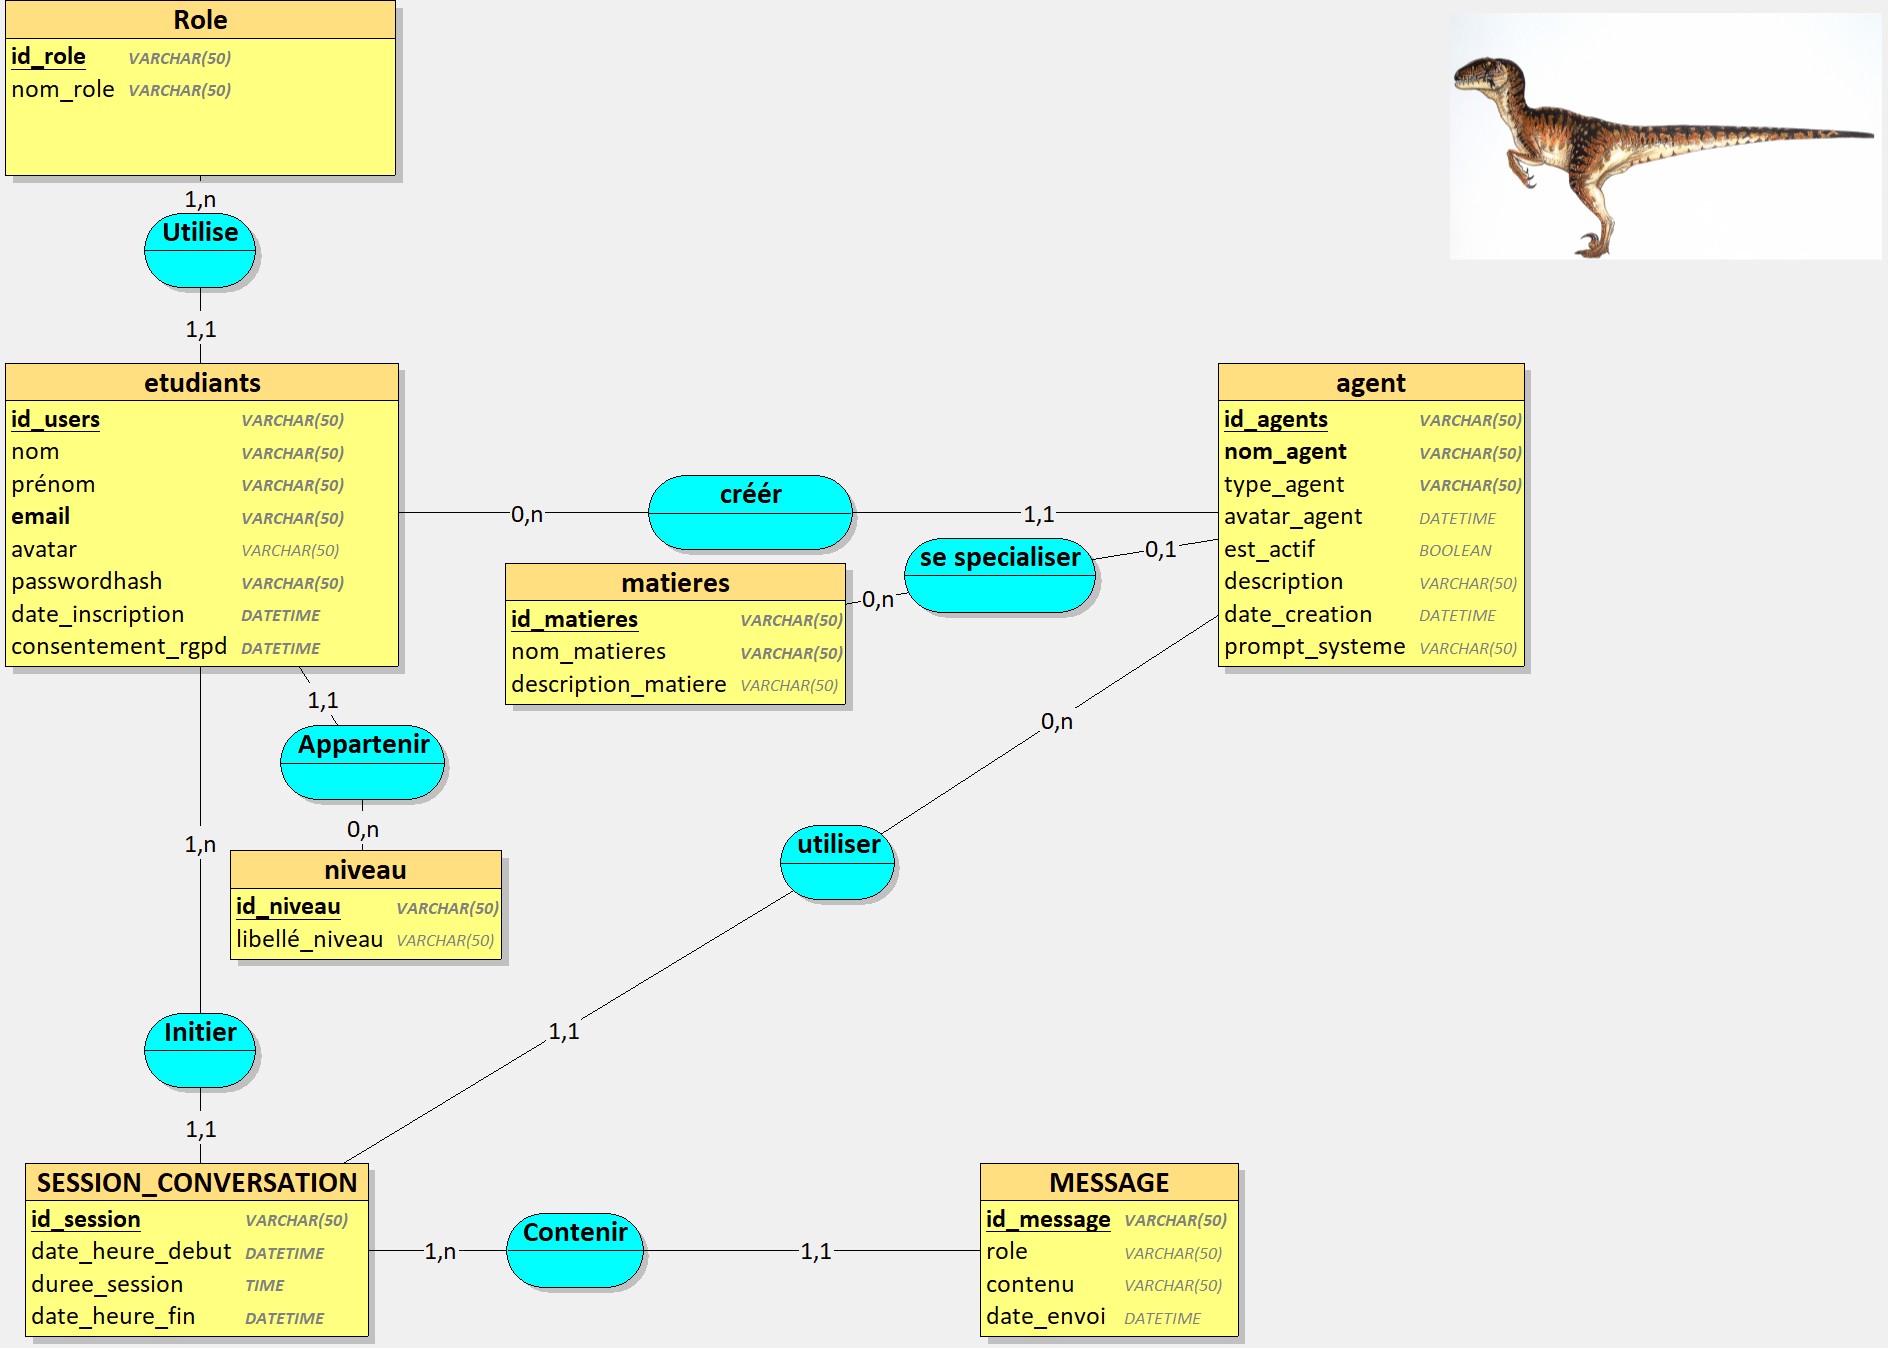 Role
id_role VARCHAR(50)
nom_role VARCHAR(50)
1,n
Utilise
1,1
etudiants
id_users VARCHAR(50)
nom VARCHAR(50)
prénom VARCHAR(50)
email VARCHAR(50)
avatar VARCHAR(50)
passwordhash VARCHAR(50)
date_inscription DATETIME
consentement_rgpd DATETIME
0,n
créér
1,1
agent
id_agents VARCHAR(50)
nom_agent VARCHAR(50)
type_agent VARCHAR(50)
avatar_agent DATETIME
est_actif BOOLEAN
description VARCHAR(50)
date_creation DATETIME
prompt_systeme VARCHAR(50)
se specialiser
0,1
0,n
matieres
id_matieres VARCHAR(50)
nom_matieres VARCHAR(50)
description_matiere VARCHAR(50)
1,1
Appartenir
0,n
niveau
id_niveau VARCHAR(50)
libellé_niveau VARCHAR(50)
0,n
utiliser
1,1
1,n
Initier
1,1
SESSION_CONVERSATION
id_session VARCHAR(50)
date_heure_debut DATETIME
duree_session TIME
date_heure_fin DATETIME
1,n
Contenir
1,1
MESSAGE
id_message VARCHAR(50)
role VARCHAR(50)
contenu VARCHAR(50)
date_envoi DATETIME